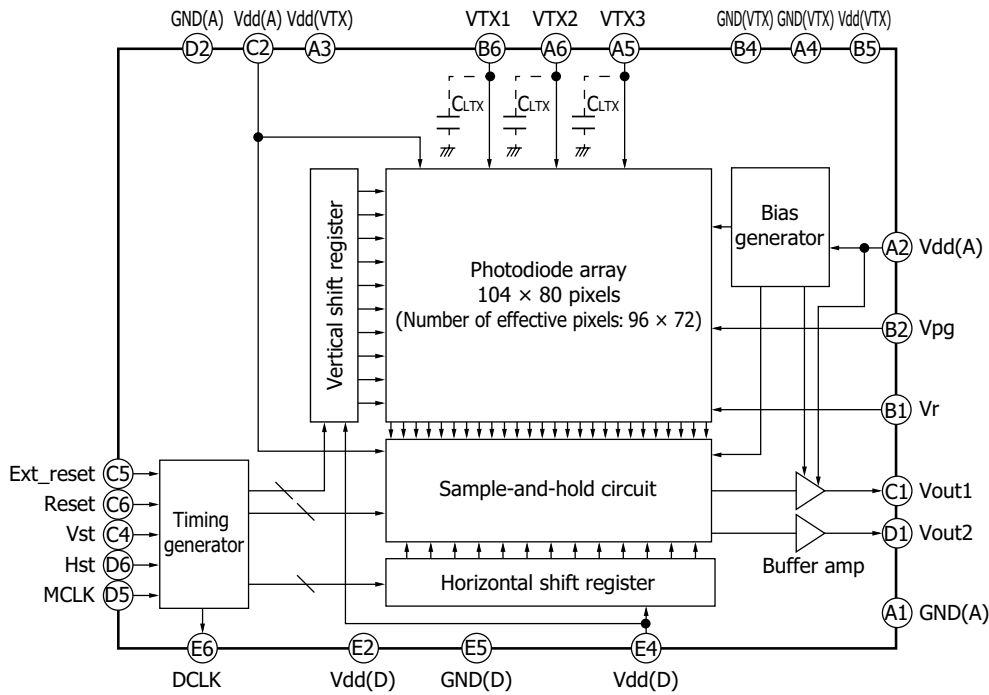 GND(A) Vdd(A) Vdd(VTX) VTX1 VTX2 VTX3 GND(VTX) GND(VTX) Vdd(VTX)
D2 C2 A3 B6 A6 A5 B4 A4 B5
CLTX CLTX CLTX
Vertical shift register
Photodiode array
104 × 80 pixels
(Number of effective pixels: 96 × 72)
Bias
generator
A2 Vdd(A)
B2 Vpg
B1 Vr
Ext_reset C5
Reset C6
Vst C4
Hst D6
MCLK D5
Timing
generator
Sample-and-hold circuit
C1 Vout1
D1 Vout2
Buffer amp
Horizontal shift register
A1 GND(A)
E6 E2 E5 E4
DCLK Vdd(D) GND(D) Vdd(D)